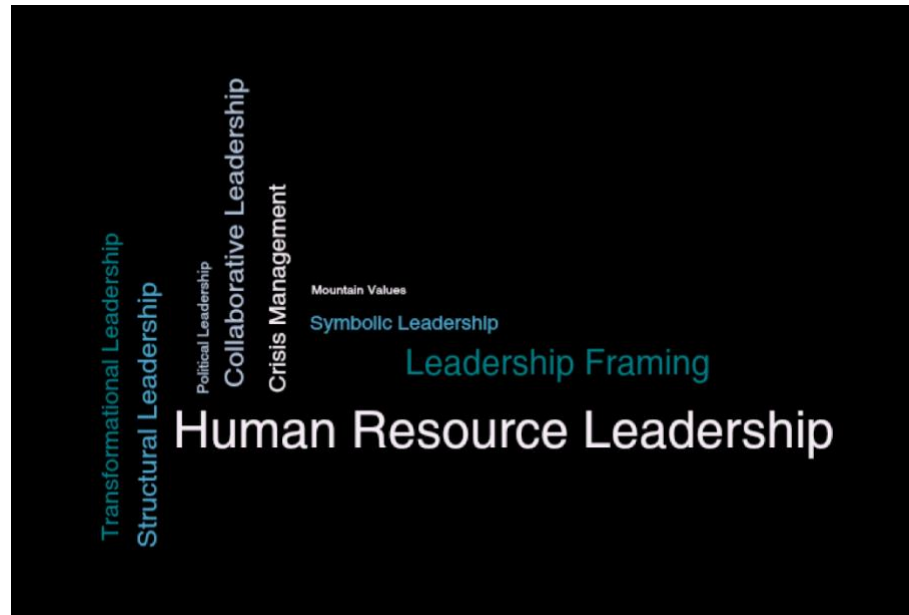 Transformational Leadership
Structural Leadership
Political Leadership
Collaborative Leadership
Crisis Management
Mountain Values
Symbolic Leadership
Leadership Framing
Human Resource Leadership